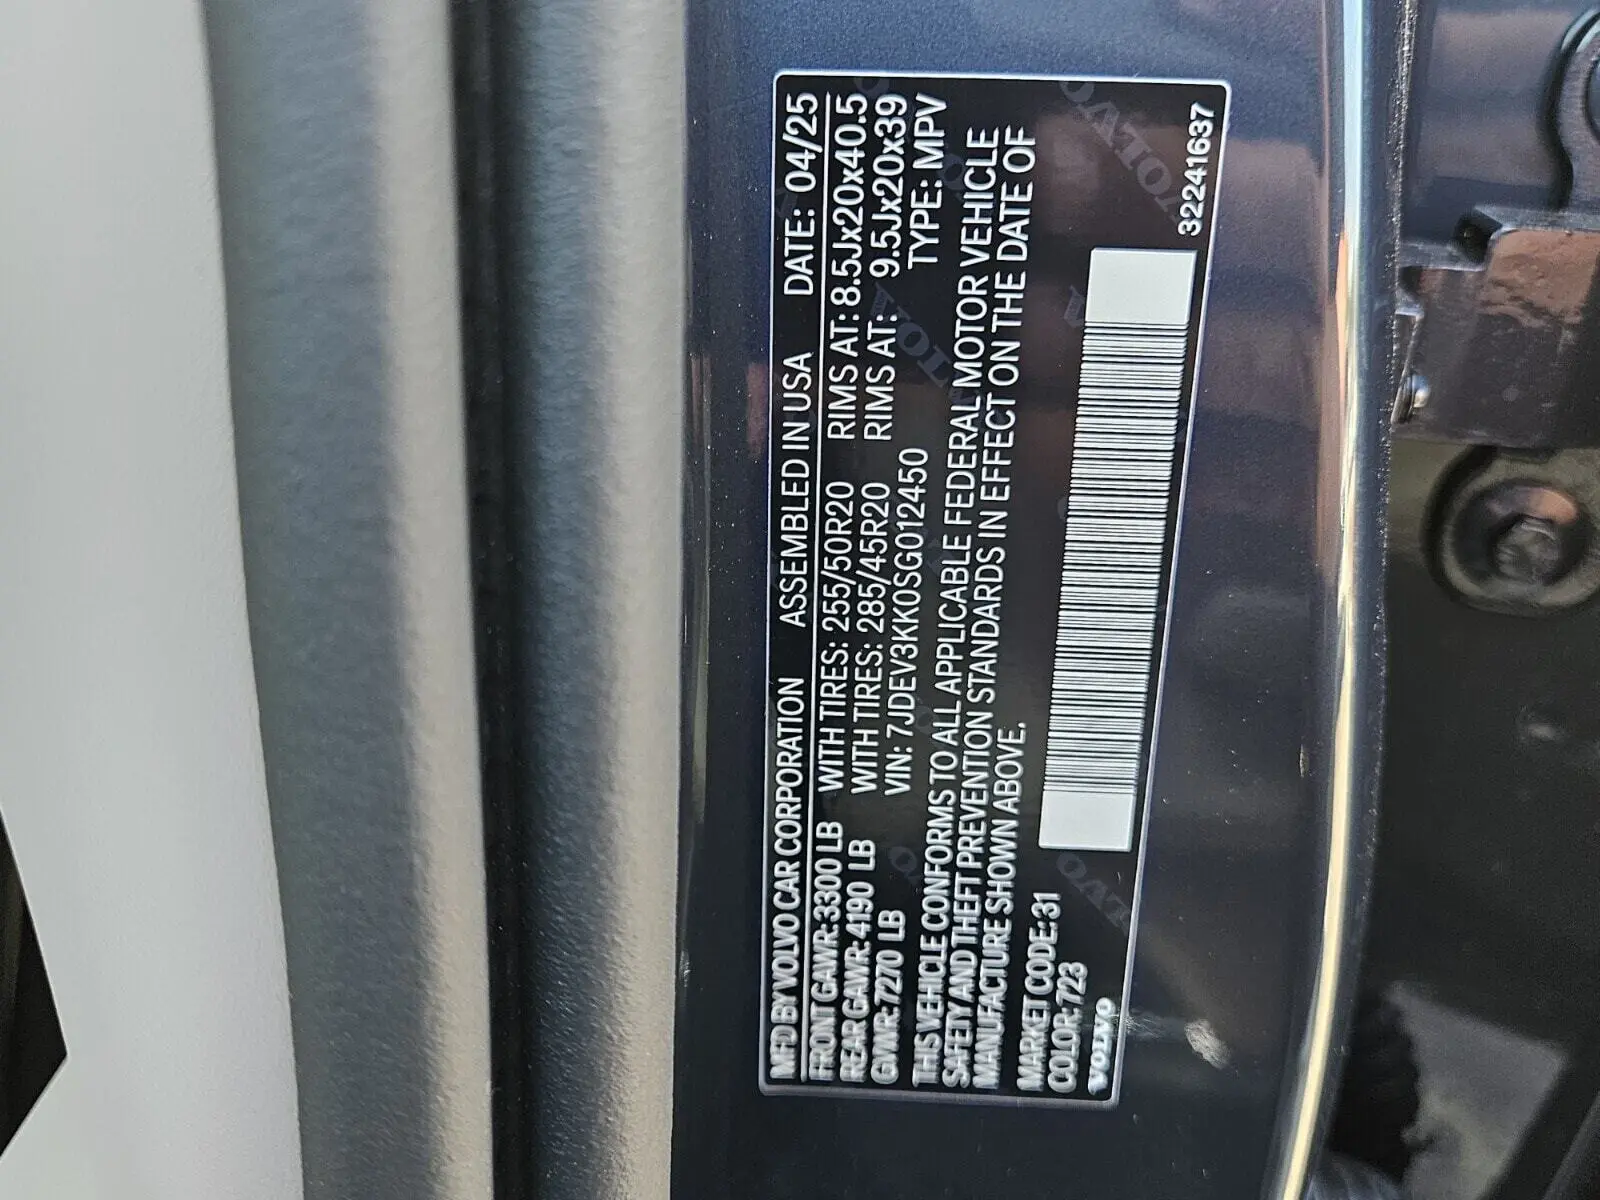 MFD BY VOLVO CAR CORPORATION ASSEMBLED IN USA DATE: 04/25
FRONT GAWR: 3300 LB WITH TIRES: 255/50R20 RIMS AT: 8.5Jx20x40.5
REAR GAWR: 4190 LB WITH TIRES: 285/45R20 RIMS AT: 9.5Jx20x39
GVWR: 7270 LB VIN: 7JDEV3KK0SG012450 TYPE: MPV
THIS VEHICLE CONFORMS TO ALL APPLICABLE FEDERAL MOTOR VEHICLE
SAFETY AND THEFT PREVENTION STANDARDS IN EFFECT ON THE DATE OF
MANUFACTURE SHOWN ABOVE.
MARKET CODE: 31
COLOR: 723
VOLVO
32241637